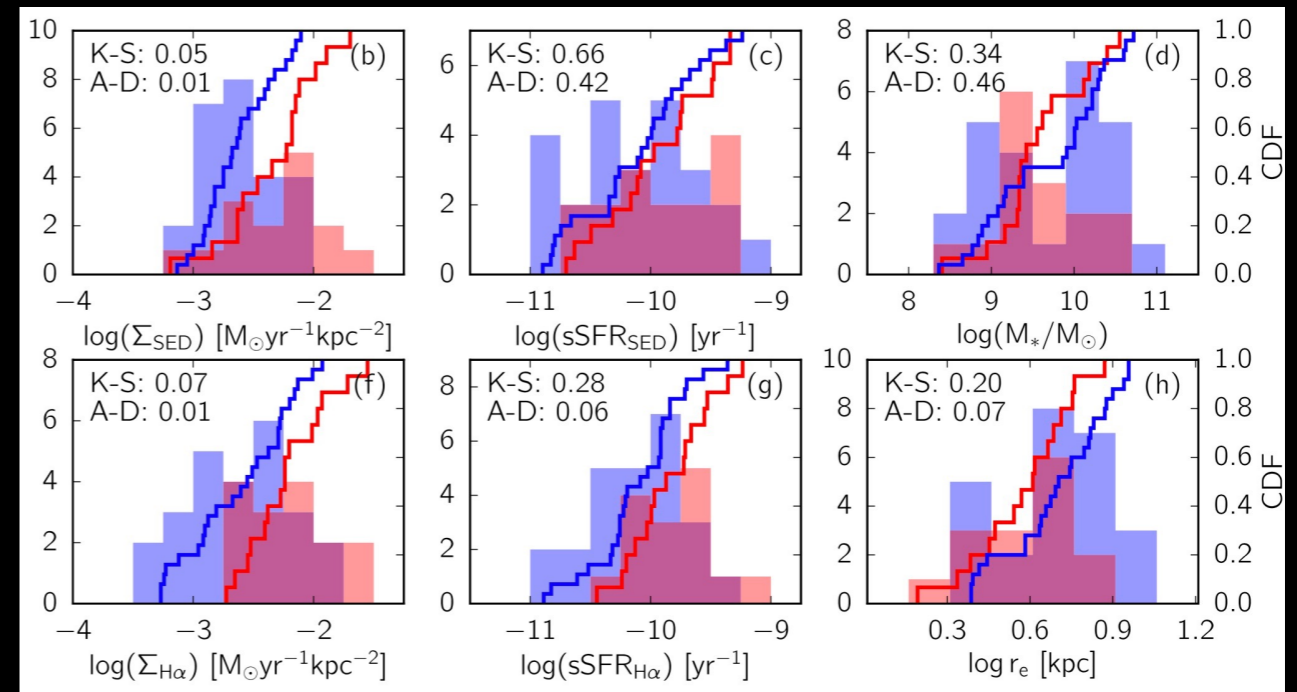 10
8
6
4
2
0
K-S: 0.05
A-D: 0.01
(b)
−4
−3
−2
log(Σ_SED) [M_⊙yr⁻¹kpc⁻²]
6
4
2
0
K-S: 0.66
A-D: 0.42
(c)
−11
−10
−9
log(sSFR_SED) [yr⁻¹]
8
6
4
2
0
K-S: 0.34
A-D: 0.46
(d)
1.0
0.8
0.6
0.4
0.2
0.0
CDF
8
9
10
11
log(M_*/M_⊙)
8
6
4
2
0
K-S: 0.07
A-D: 0.01
(f)
−4
−3
−2
log(Σ_Hα) [M_⊙yr⁻¹kpc⁻²]
8
6
4
2
0
K-S: 0.28
A-D: 0.06
(g)
−11
−10
−9
log(sSFR_Hα) [yr⁻¹]
10
8
6
4
2
0
K-S: 0.20
A-D: 0.07
(h)
1.0
0.8
0.6
0.4
0.2
0.0
CDF
0.3
0.6
0.9
1.2
log r_e [kpc]